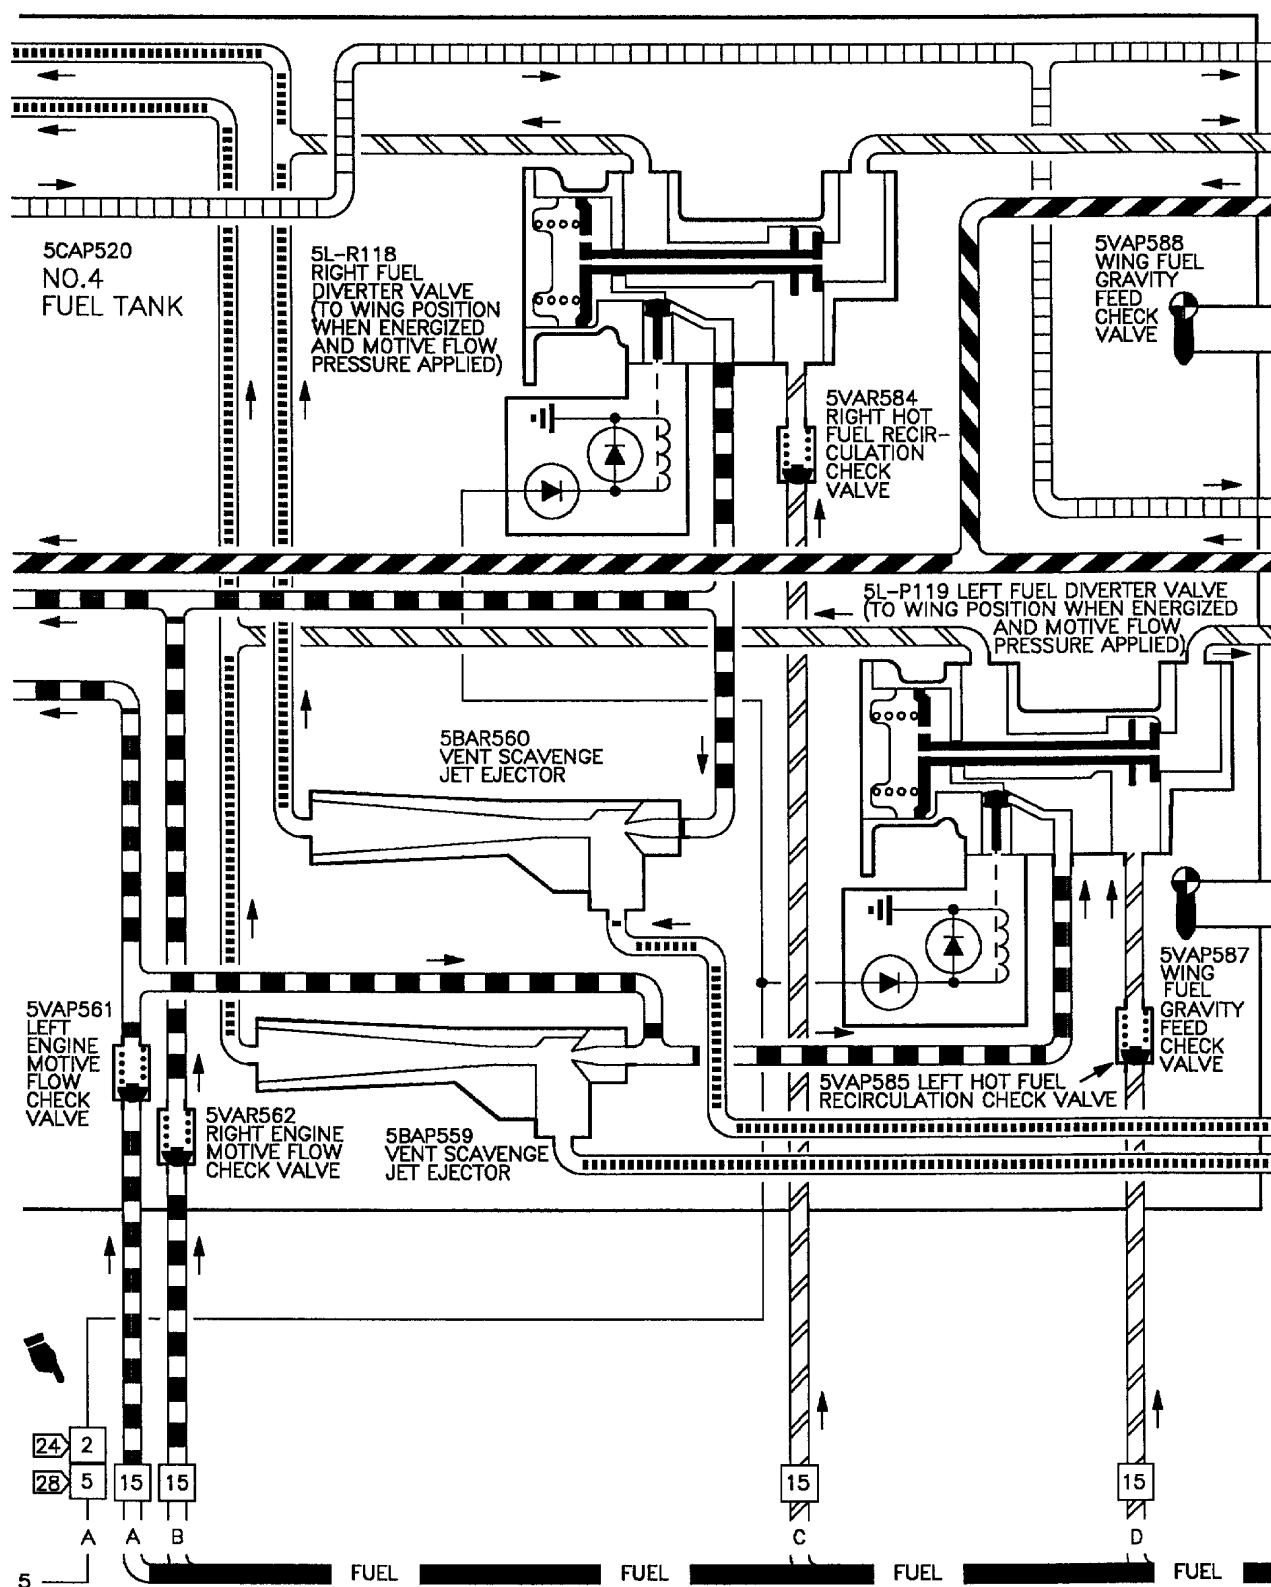 5CAP520
NO.4
FUEL TANK
5L-R118
RIGHT FUEL
DIVERTER VALVE
(TO WING POSITION
WHEN ENERGIZED
AND MOTIVE FLOW
PRESSURE APPLIED)
5VAP588
WING FUEL
GRAVITY
FEED
CHECK
VALVE
5VAR584
RIGHT HOT
FUEL RECIR-
CULATION
CHECK
VALVE
5L-P119 LEFT FUEL DIVERTER VALVE
(TO WING POSITION WHEN ENERGIZED
AND MOTIVE FLOW
PRESSURE APPLIED)
5BAR560
VENT SCAVENGE
JET EJECTOR
5VAP587
WING
FUEL
GRAVITY
FEED
CHECK
VALVE
5VAP561
LEFT
ENGINE
MOTIVE
FLOW
CHECK
VALVE
5VAP585 LEFT HOT FUEL
RECIRCULATION CHECK VALVE
5VAR562
RIGHT ENGINE
MOTIVE FLOW
CHECK VALVE
5BAP559
VENT SCAVENGE
JET EJECTOR
24 2
28 5 15 15 15 15
A A B C D
5 FUEL FUEL FUEL FUEL